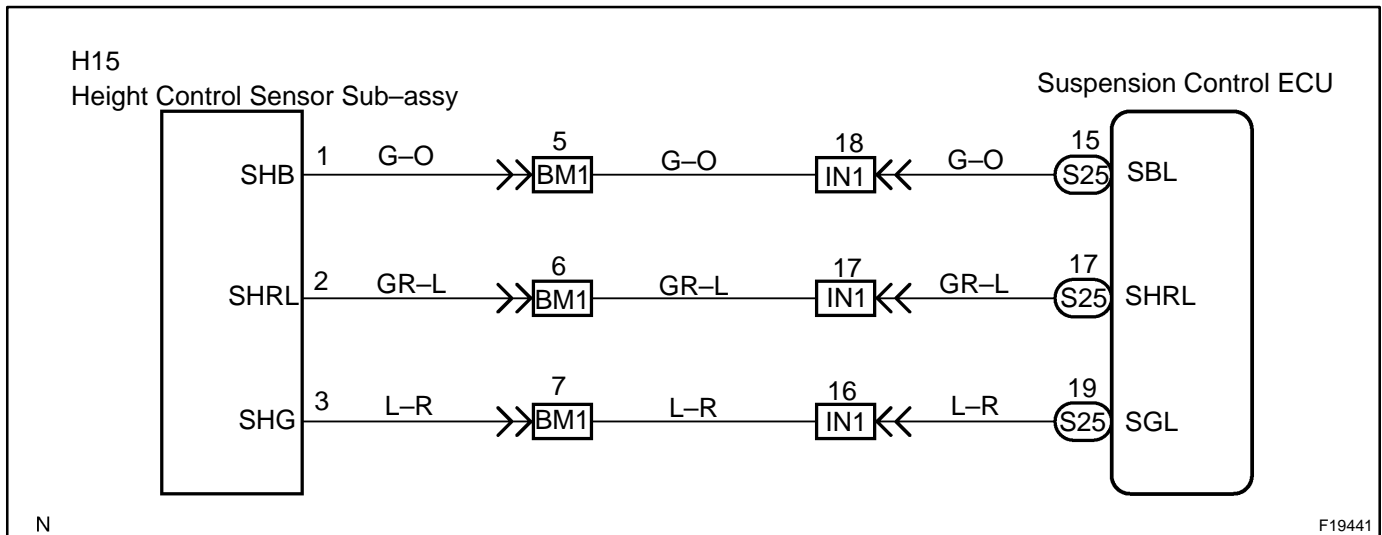 H15
Height Control Sensor Sub–assy
Suspension Control ECU
SHB 1 G–O 5 BM1 G–O 18 IN1 G–O 15 S25 SBL
SHRL 2 GR–L 6 BM1 GR–L 17 IN1 GR–L 17 S25 SHRL
SHG 3 L–R 7 BM1 L–R 16 IN1 L–R 19 S25 SGL
N
F19441